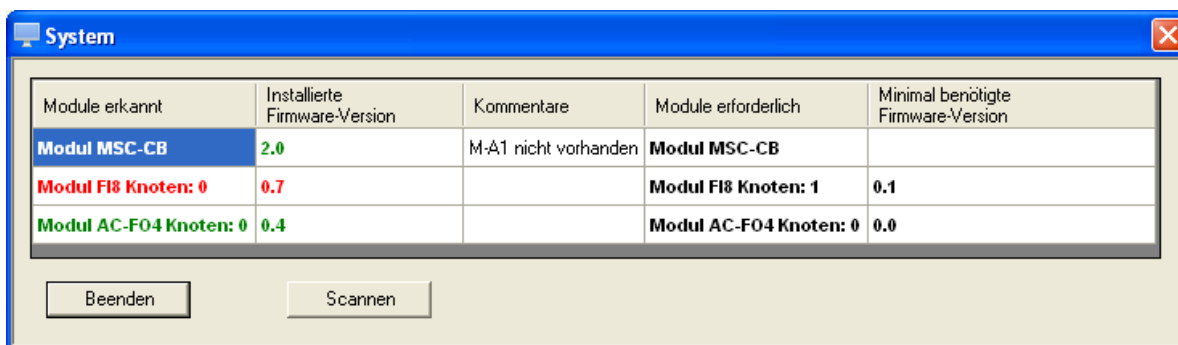 System
Module erkannt
Installierte
Firmware-Version
Kommentare
Module erforderlich
Minimal benötigte
Firmware-Version
Modul MSC-CB 2.0 M-A1 nicht vorhanden Modul MSC-CB
Modul FI8 Knoten: 0 0.7 Modul FI8 Knoten: 1 0.1
Modul AC-FO4 Knoten: 0 0.4 Modul AC-FO4 Knoten: 0 0.0
Beenden Scannen